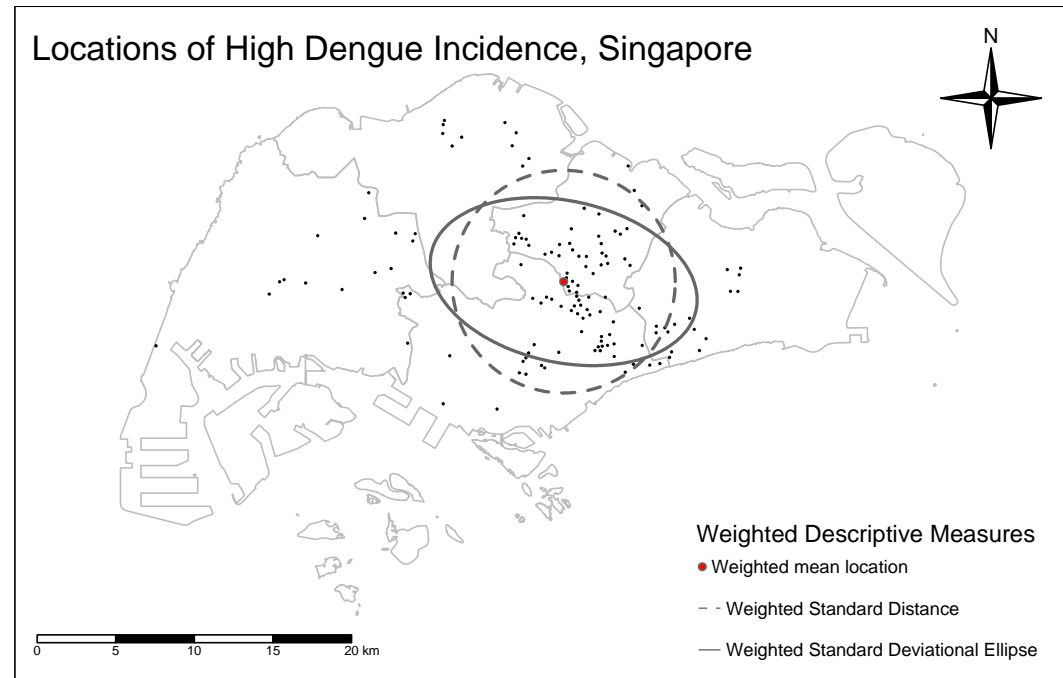 Locations of High Dengue Incidence, Singapore
N
Weighted Descriptive Measures
Weighted mean location
Weighted Standard Distance
Weighted Standard Deviational Ellipse
0 5 10 15 20 km